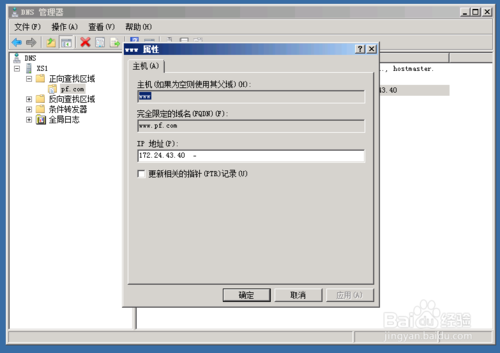 DNS 管理器
文件(F) 操作(A) 查看(V) 帮助(H)
DNS
XS1
正向查找区域
pf.com
反向查找区域
条件转发器
全局日志
., hostmaster.
43.40
www 属性
主机(A)
主机(如果为空则使用其父域)(H):
www
完全限定的域名(FQDN)(F):
www.pf.com
IP 地址(P):
172.24.43.40 -
更新相关的指针(PTR)记录(U)
确定 取消 应用(A)
Baidu 经验
jingyan.baidu.com